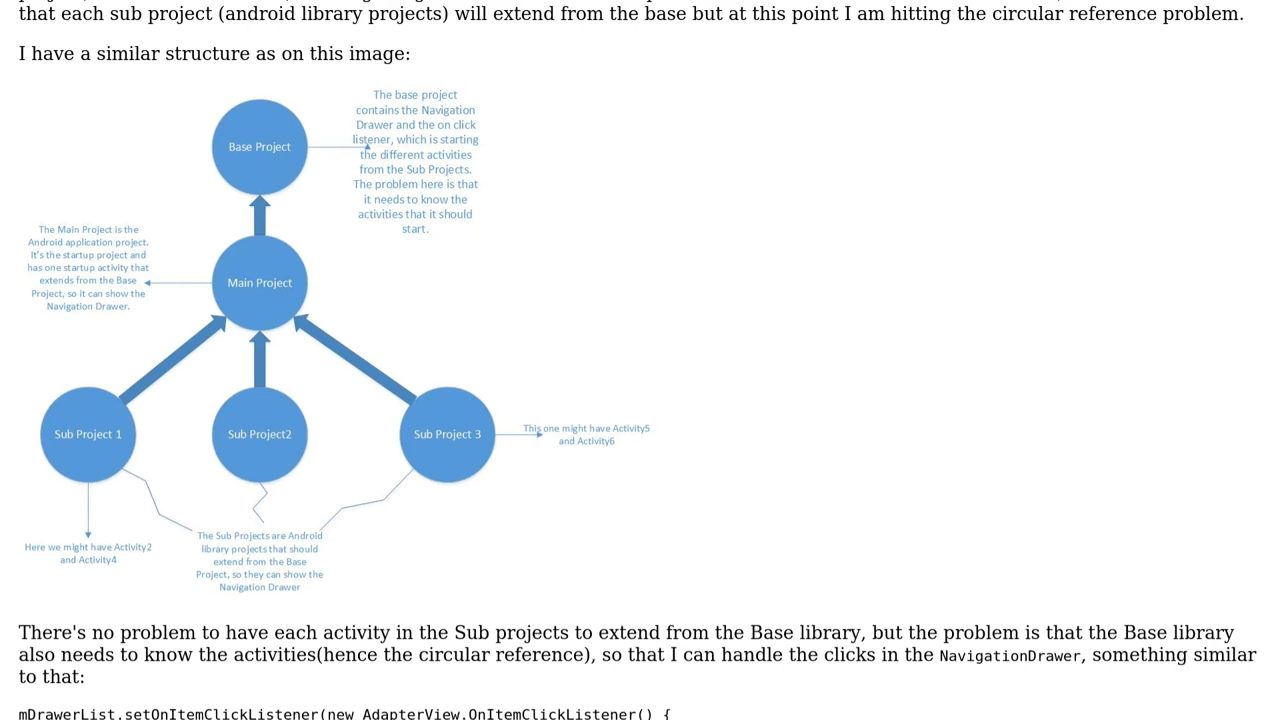 that each sub project (android library projects) will extend from the base but at this point I am hitting the circular reference problem.
I have a similar structure as on this image:
The base project
contains the Navigation
Drawer and the on click
listener, which is starting
the different activities
from the Sub Projects.
The problem here is that
it needs to know the
activities that it should
start.
Base Project
The Main Project is the
Android application project.
It's the startup project and
has one startup activity that
extends from the Base
Project, so it can show the
Navigation Drawer.
Main Project
Sub Project 1
Sub Project2
Sub Project 3
This one might have Activity5
and Activity6
Here we might have Activity2
and Activity4
The Sub Projects are Android
library projects that should
extend from the Base
Project, so they can show the
Navigation Drawer
There's no problem to have each activity in the Sub projects to extend from the Base library, but the problem is that the Base library
also needs to know the activities(hence the circular reference), so that I can handle the clicks in the NavigationDrawer, something similar
to that:
mDrawerList.setOnItemClickListener(new AdapterView.OnItemClickListener() {